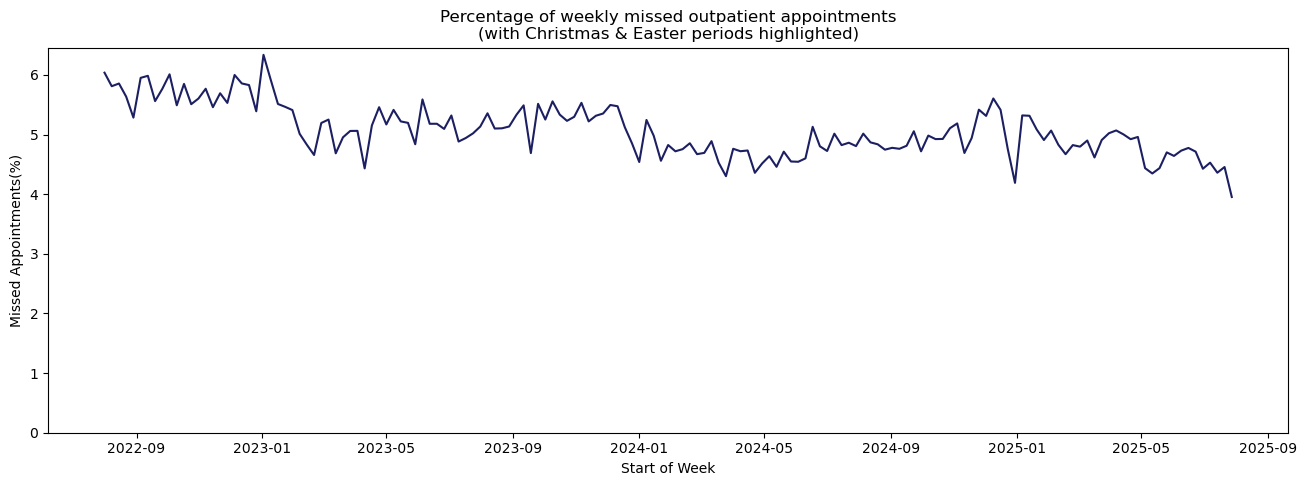 Percentage of weekly missed outpatient appointments
(with Christmas & Easter periods highlighted)
Missed Appointments(%)
6
5
4
3
2
1
0
2022-09 2023-01 2023-05 2023-09 2024-01 2024-05 2024-09 2025-01 2025-05 2025-09
Start of Week